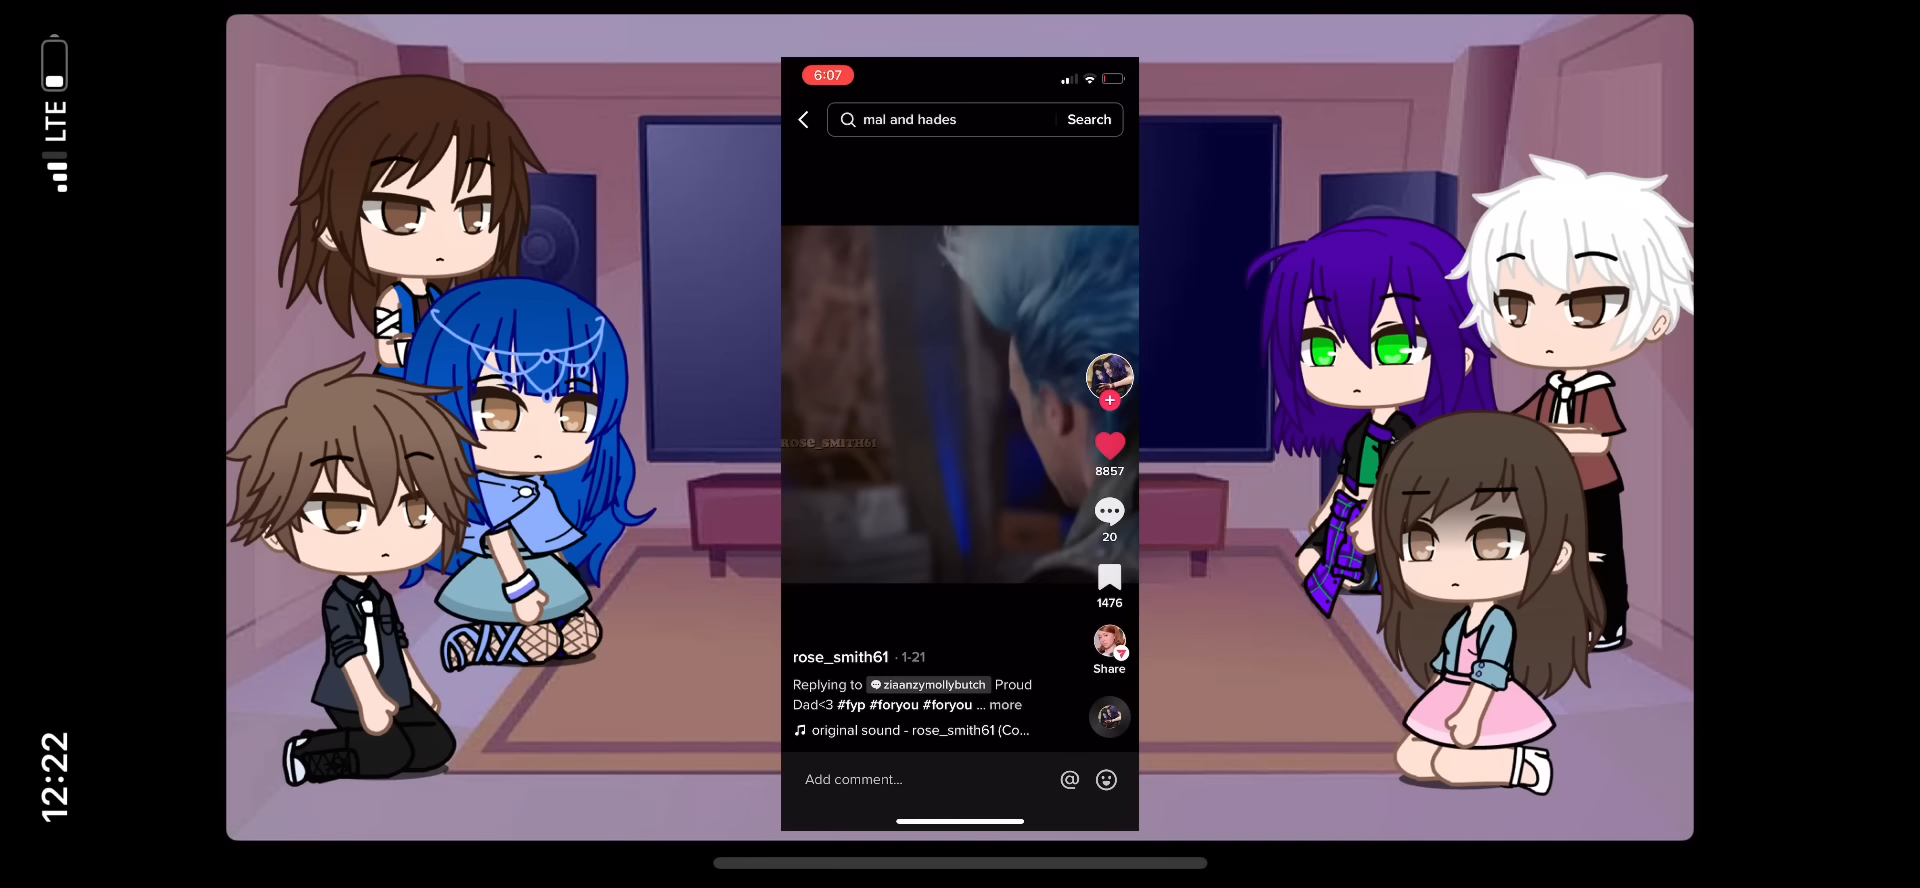 LTE
12:22
6:07
mal and hades
Search
ROSE_SMITH61
8857
20
1476
Share
rose_smith61 · 1-21
Replying to ziaanzymollybutch Proud
Dad<3 #fyp #foryou #foryou ... more
original sound - rose_smith61 (Co...
Add comment...